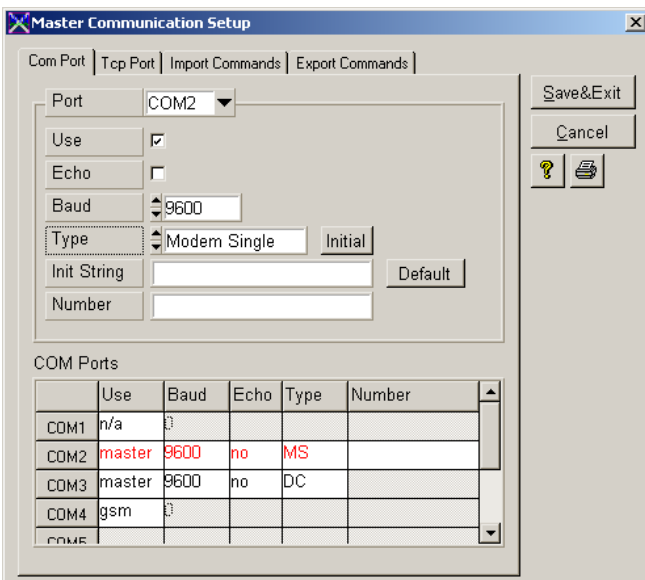 Master Communication Setup
Com Port Tcp Port Import Commands Export Commands
Save&Exit
Cancel
Port COM2
Use
Echo
Baud 9600
Type Modem Single Initial
Init String Default
Number
COM Ports
Use Baud Echo Type Number
COM1 n/a 0
COM2 master 9600 no MS
COM3 master 9600 no DC
COM4 gsm 0